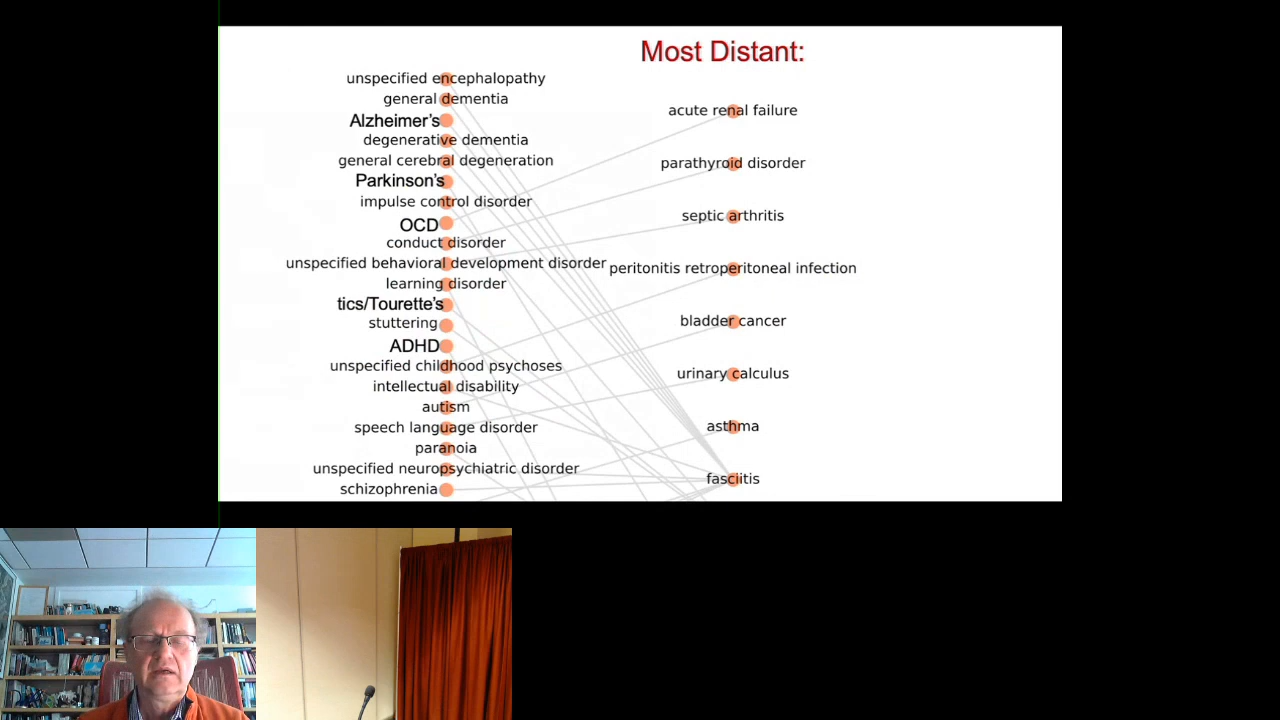 Most Distant:
unspecified encephalopathy
general dementia
Alzheimer's
degenerative dementia
general cerebral degeneration
Parkinson's
impulse control disorder
OCD
conduct disorder
unspecified behavioral development disorder
learning disorder
tics/Tourette's
stuttering
ADHD
unspecified childhood psychoses
intellectual disability
autism
speech language disorder
paranoia
unspecified neuropsychiatric disorder
schizophrenia
acute renal failure
parathyroid disorder
septic arthritis
peritonitis retroperitoneal infection
bladder cancer
urinary calculus
asthma
fasciitis